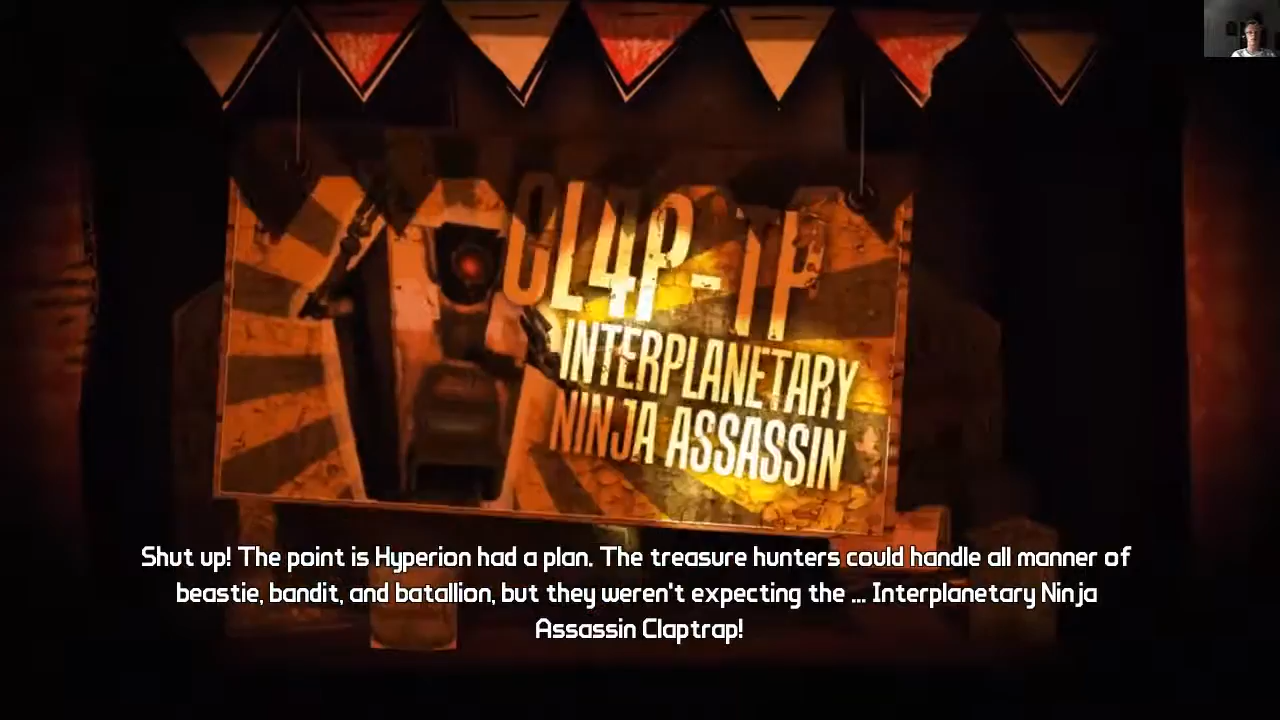 CL4P-TP
INTERPLANETARY
NINJA ASSASSIN
Shut up! The point is Hyperion had a plan. The treasure hunters could handle all manner of
beastie, bandit, and batallion, but they weren't expecting the ... Interplanetary Ninja
Assassin Claptrap!